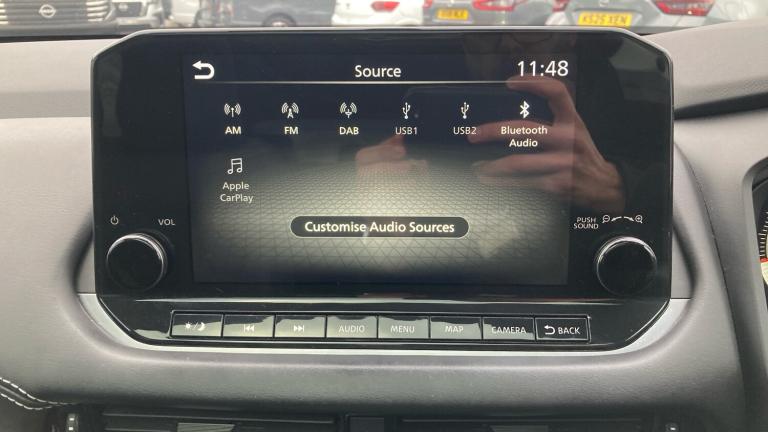 Source
11:48
AM
FM
DAB
USB1
USB2
Bluetooth
Audio
Apple
CarPlay
Customise Audio Sources
VOL
PUSH
SOUND
AUDIO
MENU
MAP
CAMERA
BACK